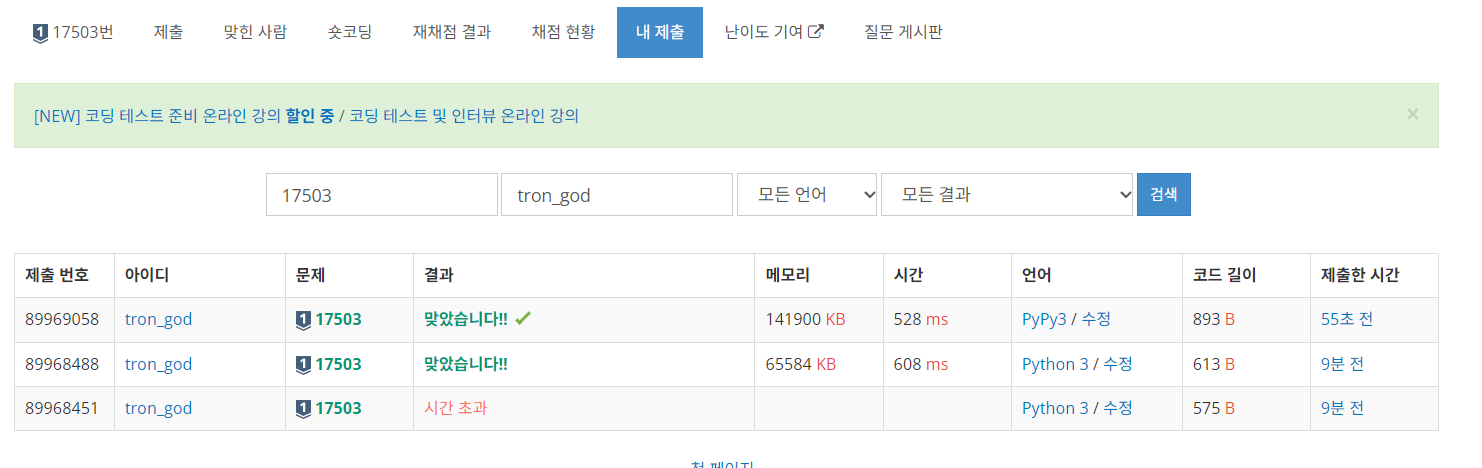 1 17503번 제출 맞힌 사람 숏코딩 재채점 결과 채점 현황 내 제출 난이도 기여 질문 게시판
[NEW] 코딩 테스트 준비 온라인 강의 할인 중 / 코딩 테스트 및 인터뷰 온라인 강의 ×
17503 tron_god 모든 언어 모든 결과 검색
제출 번호 아이디 문제 결과 메모리 시간 언어 코드 길이 제출한 시간
89969058 tron_god 1 17503 맞았습니다!! 141900 KB 528 ms PyPy3 / 수정 893 B 55초 전
89968488 tron_god 1 17503 맞았습니다!! 65584 KB 608 ms Python 3 / 수정 613 B 9분 전
89968451 tron_god 1 17503 시간 초과 Python 3 / 수정 575 B 9분 전